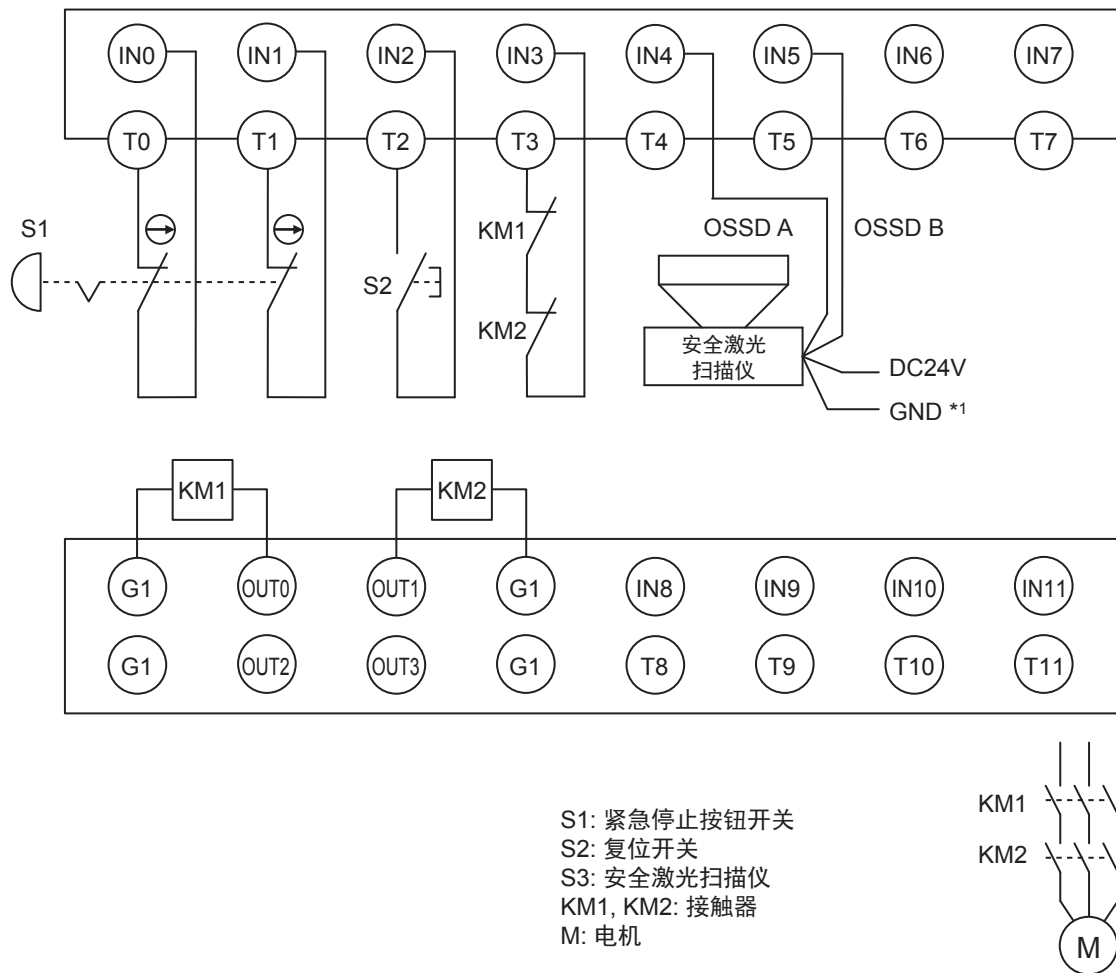 IN0 IN1 IN2 IN3 IN4 IN5 IN6 IN7
T0 T1 T2 T3 T4 T5 T6 T7
S1
KM1
OSSD A
OSSD B
S2
KM2
安全激光
扫描仪
DC24V
GND *1
KM1
KM2
G1 OUT0 OUT1 G1 IN8 IN9 IN10 IN11
G1 OUT2 OUT3 G1 T8 T9 T10 T11
S1: 紧急停止按钮开关
S2: 复位开关
S3: 安全激光扫描仪
KM1, KM2: 接触器
M: 电机
KM1
KM2
M